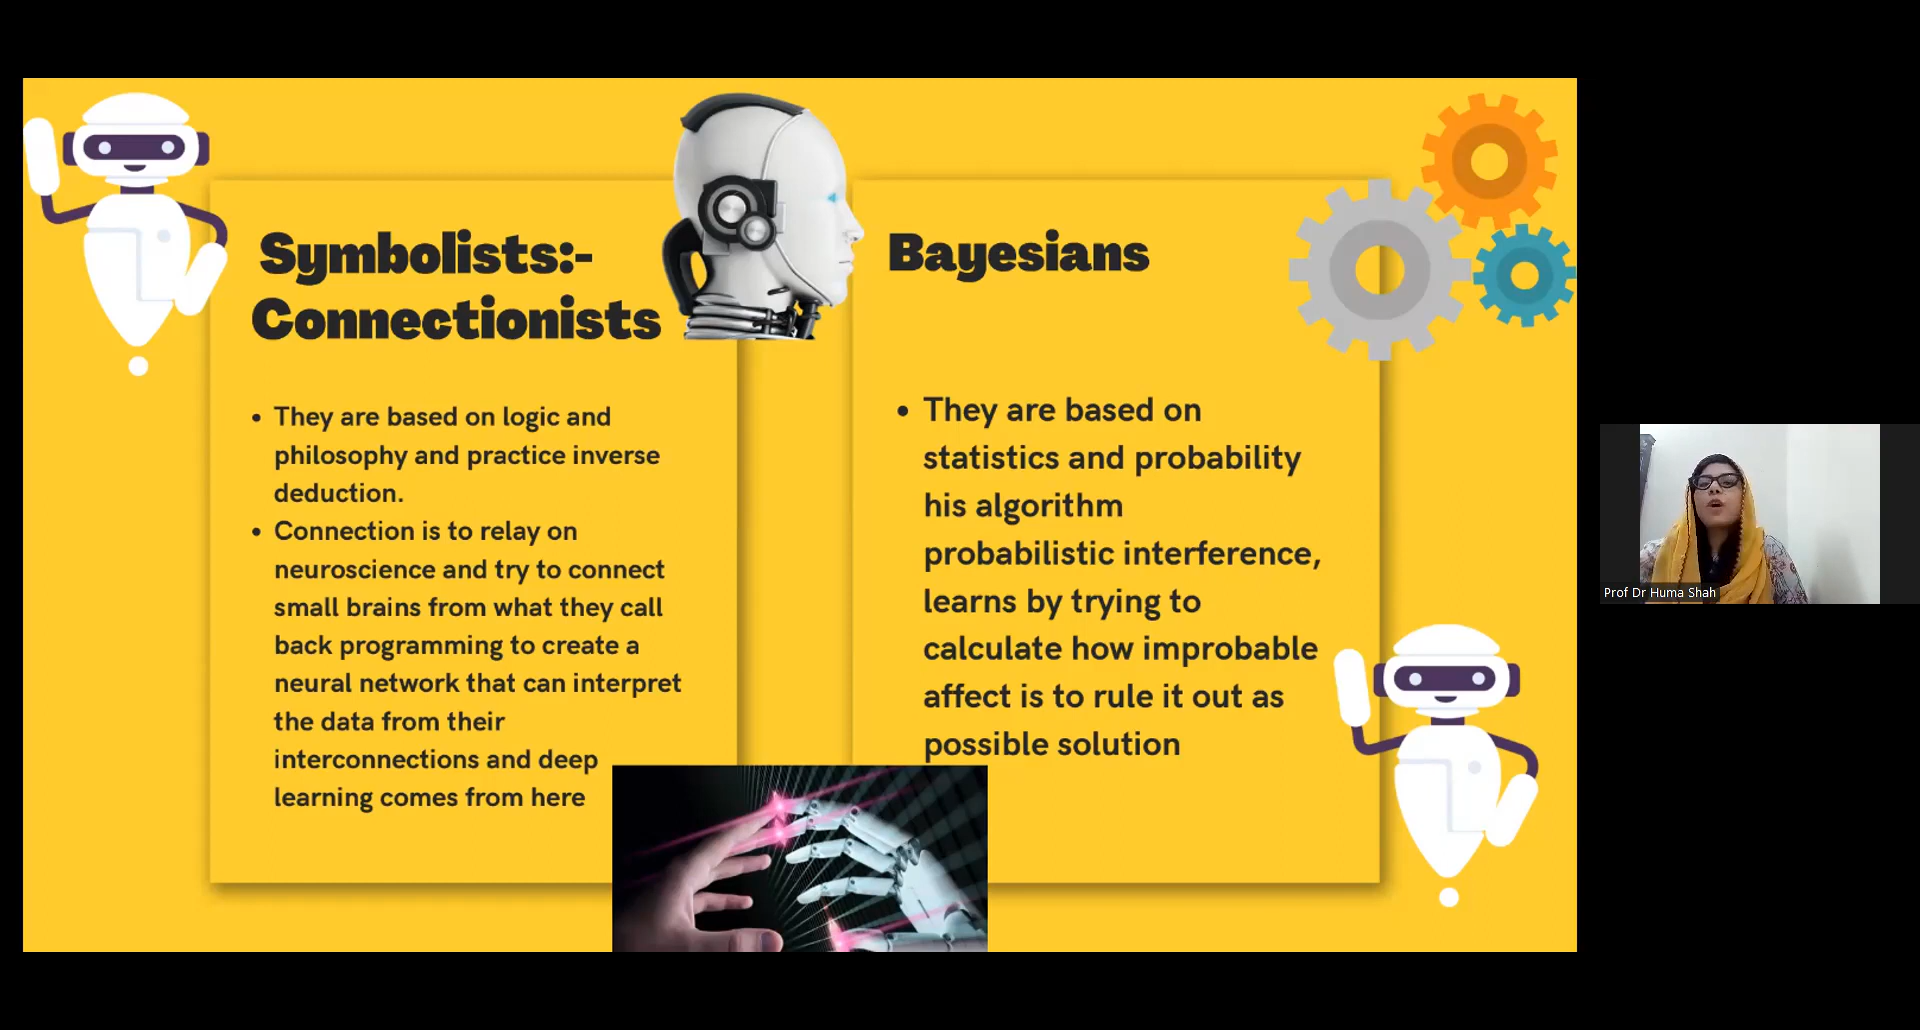 Symbolists:-
Connectionists
• They are based on logic and
philosophy and practice inverse
deduction.
• Connection is to relay on
neuroscience and try to connect
small brains from what they call
back programming to create a
neural network that can interpret
the data from their
interconnections and deep
learning comes from here
Bayesians
• They are based on
statistics and probability
his algorithm
probabilistic interference,
learns by trying to
calculate how improbable
affect is to rule it out as
possible solution
Prof Dr Huma Shah